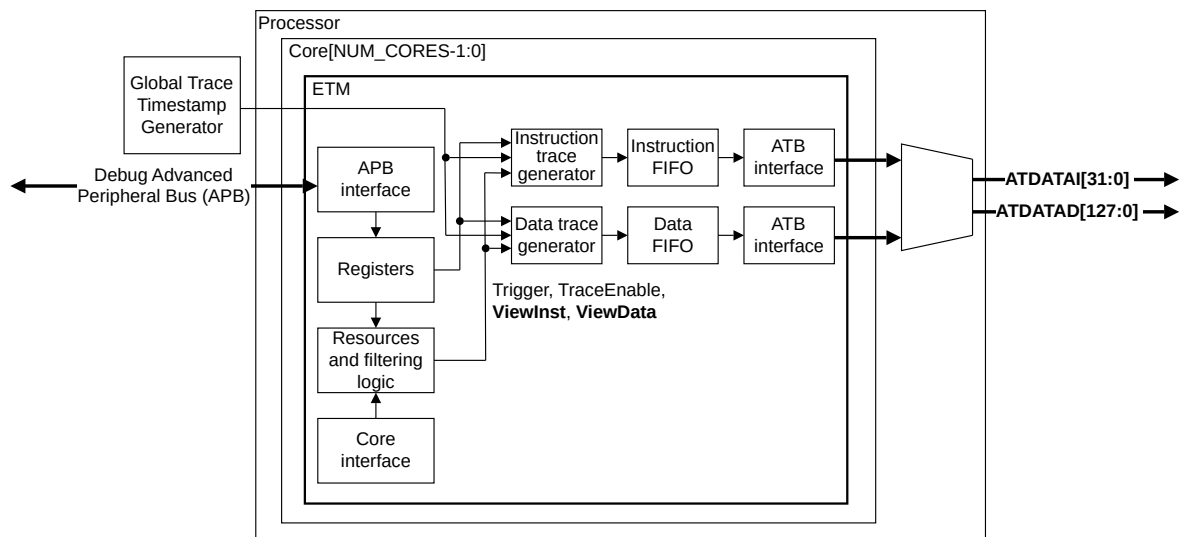 Processor
Core[NUM_CORES-1:0]
ETM
Global Trace
Timestamp
Generator
Debug Advanced
Peripheral Bus (APB)
APB
interface
Registers
Resources
and filtering
logic
Core
interface
Instruction
trace
generator
Instruction
FIFO
ATB
interface
Data trace
generator
Data
FIFO
ATB
interface
Trigger, TraceEnable,
ViewInst, ViewData
ATDATAI[31:0]
ATDATAD[127:0]